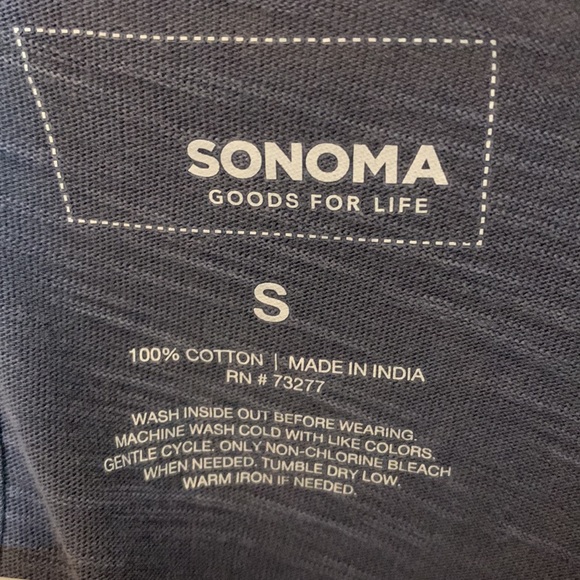 SONOMA
GOODS FOR LIFE
S
100% COTTON | MADE IN INDIA
RN # 73277
WASH INSIDE OUT BEFORE WEARING.
MACHINE WASH COLD WITH LIKE COLORS.
GENTLE CYCLE. ONLY NON-CHLORINE BLEACH
WHEN NEEDED. TUMBLE DRY LOW.
WARM IRON IF NEEDED.